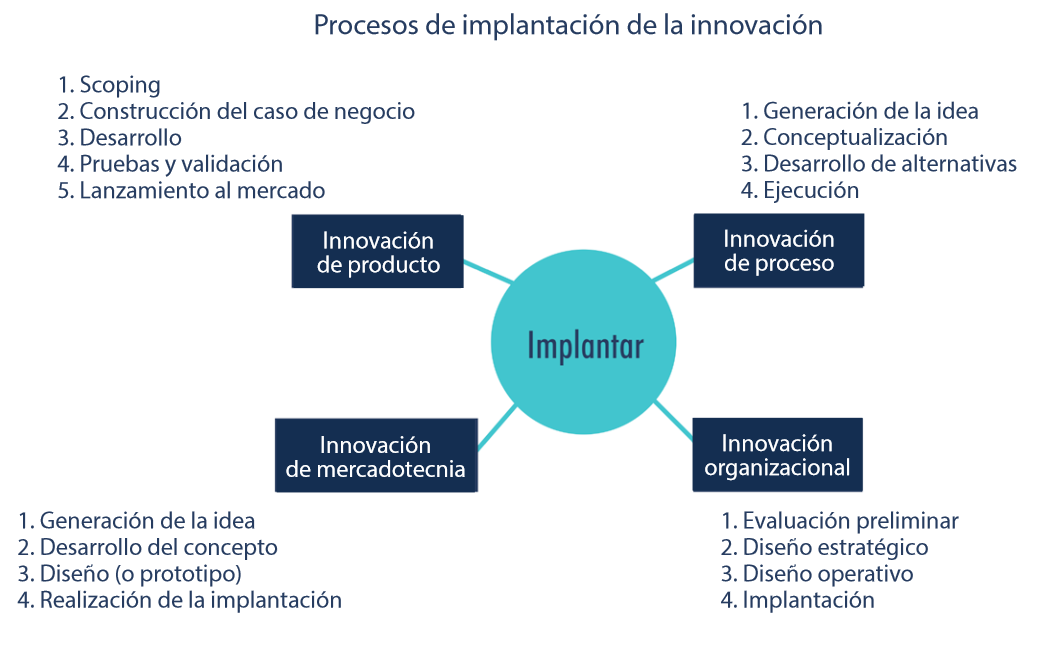 Procesos de implantación de la innovación
1. Scoping
2. Construcción del caso de negocio
3. Desarrollo
4. Pruebas y validación
5. Lanzamiento al mercado
Innovación
de producto
1. Generación de la idea
2. Conceptualización
3. Desarrollo de alternativas
4. Ejecución
Innovación
de proceso
Implantar
Innovación
de mercadotecnia
1. Generación de la idea
2. Desarrollo del concepto
3. Diseño (o prototipo)
4. Realización de la implantación
Innovación
organizacional
1. Evaluación preliminar
2. Diseño estratégico
3. Diseño operativo
4. Implantación